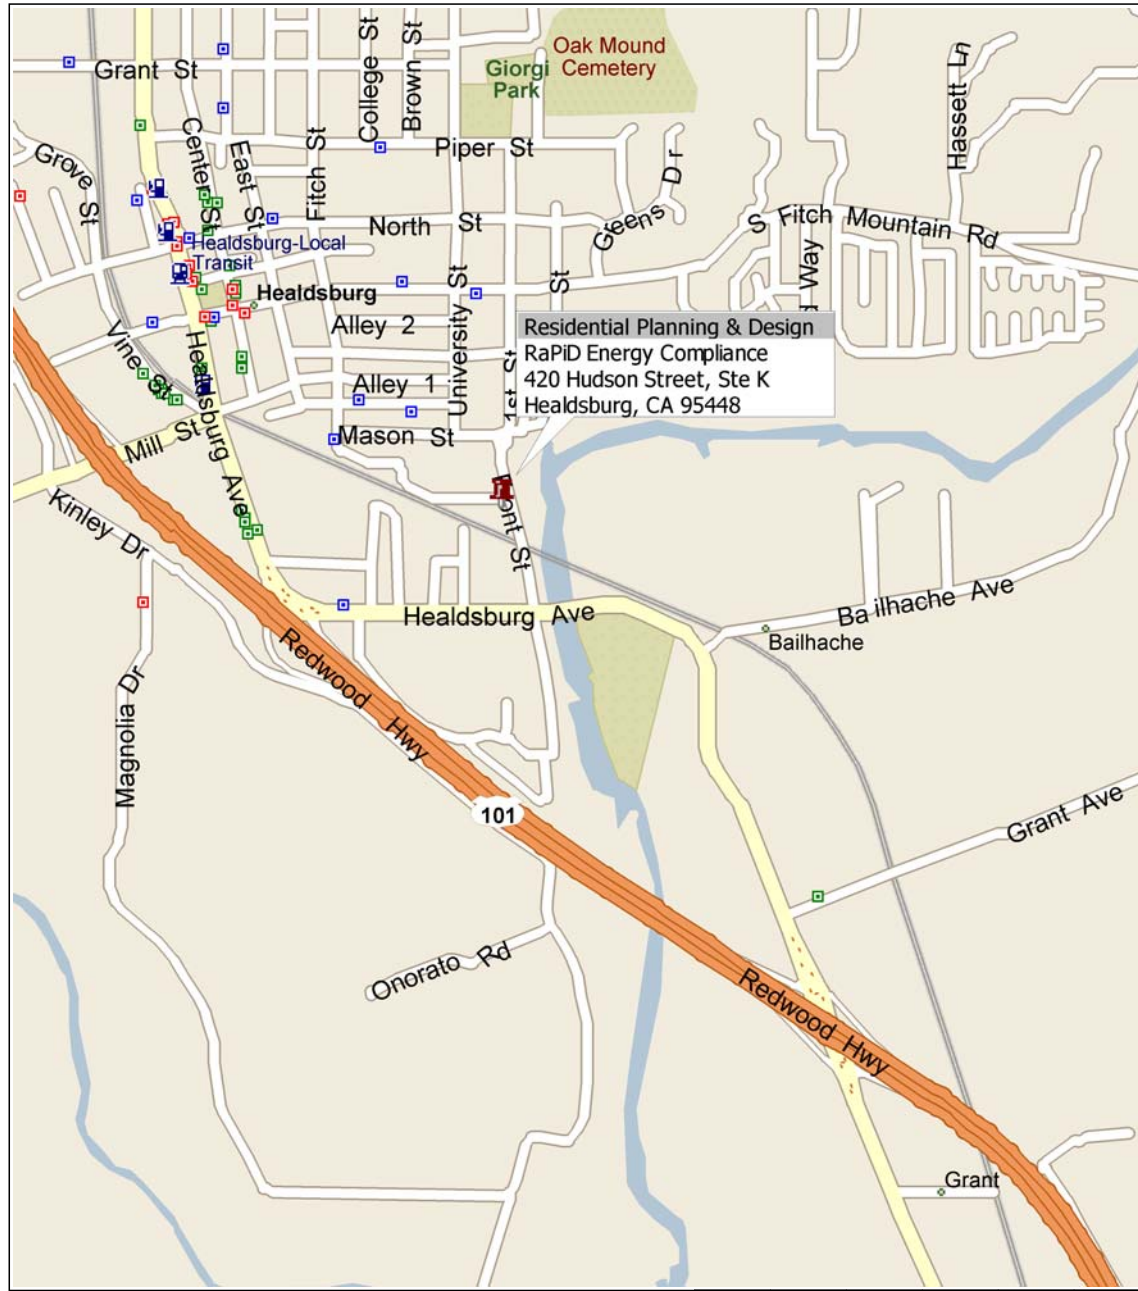 College St
Brown St
Oak Mound
Cemetery
Giorgi
Park
Grant St
Hassett Ln
Center St
East St
Fitch St
Piper St
Grove St
Greens Dr
North St
S Fitch Mountain Rd
Healdsburg-Local
Transit
Way
St
Healdsburg
University St
Alley 2
Residential Planning & Design
RaPiD Energy Compliance
420 Hudson Street, Ste K
Healdsburg, CA 95448
Vine St
Healdsburg Ave
Alley 1
1st St
Mason St
Mill St
Kinley Dr
Front St
Bailhache Ave
Healdsburg Ave
Bailhache
Redwood Hwy
Magnolia Dr
101
Grant Ave
Onorato Rd
Redwood Hwy
Grant